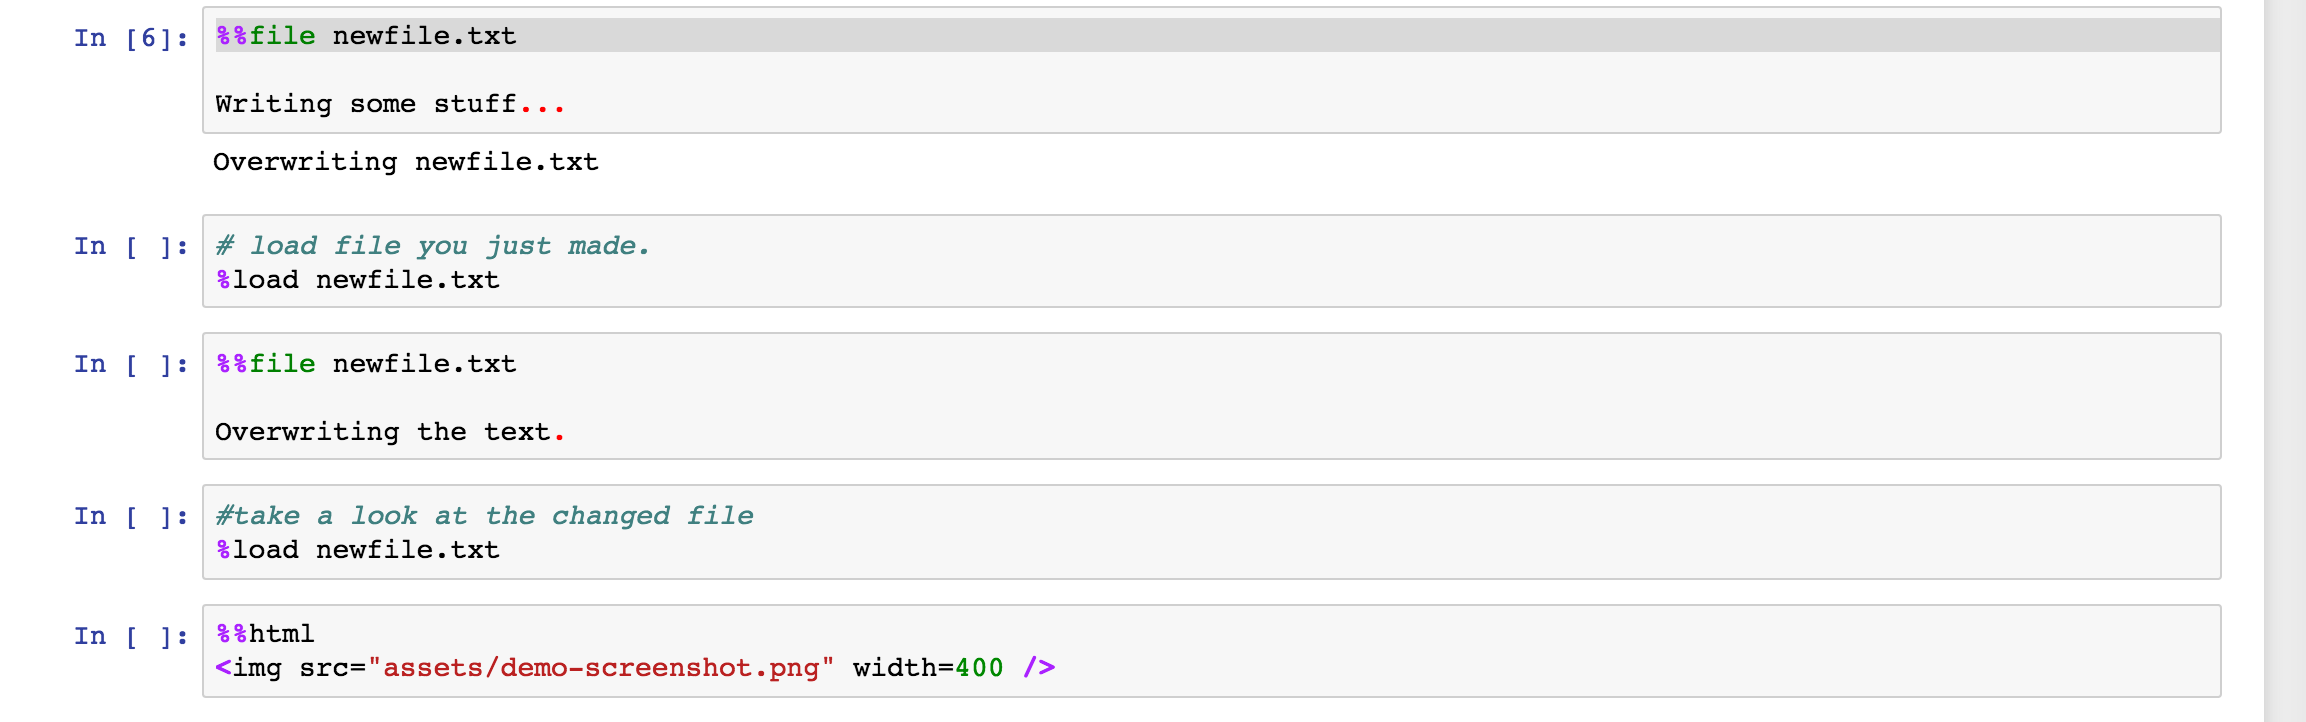 In [6]: %%file newfile.txt
Writing some stuff...
Overwriting newfile.txt
In [ ]: # load file you just made.
%load newfile.txt
In [ ]: %%file newfile.txt
Overwriting the text.
In [ ]: #take a look at the changed file
%load newfile.txt
In [ ]: %%html
<img src="assets/demo-screenshot.png" width=400 />